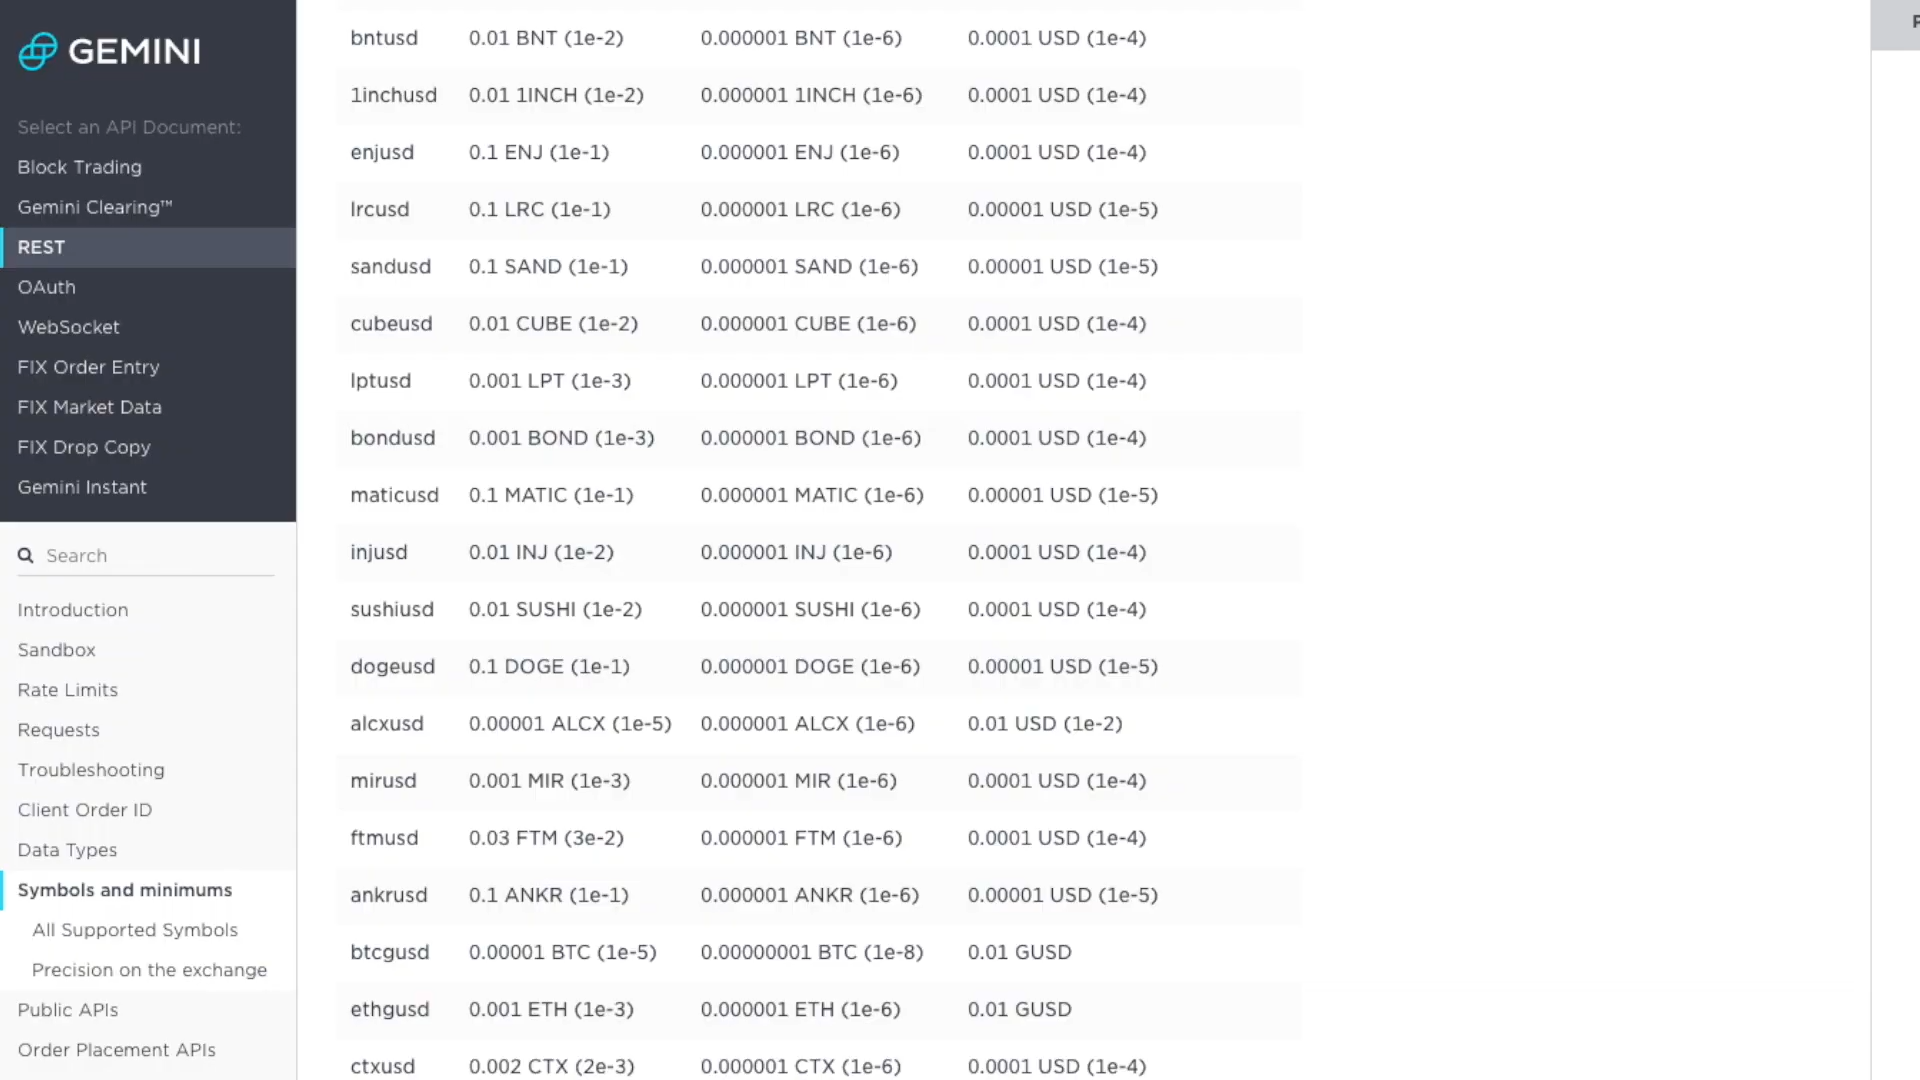 GEMINI
Select an API Document:
Block Trading
Gemini Clearing™
REST
OAuth
WebSocket
FIX Order Entry
FIX Market Data
FIX Drop Copy
Gemini Instant
Search
Introduction
Sandbox
Rate Limits
Requests
Troubleshooting
Client Order ID
Data Types
Symbols and minimums
All Supported Symbols
Precision on the exchange
Public APIs
Order Placement APIs
bntusd 0.01 BNT (1e-2) 0.000001 BNT (1e-6) 0.0001 USD (1e-4)
1inchusd 0.01 1INCH (1e-2) 0.000001 1INCH (1e-6) 0.0001 USD (1e-4)
enjusd 0.1 ENJ (1e-1) 0.000001 ENJ (1e-6) 0.0001 USD (1e-4)
lrcusd 0.1 LRC (1e-1) 0.000001 LRC (1e-6) 0.00001 USD (1e-5)
sandusd 0.1 SAND (1e-1) 0.000001 SAND (1e-6) 0.00001 USD (1e-5)
cubeusd 0.01 CUBE (1e-2) 0.000001 CUBE (1e-6) 0.0001 USD (1e-4)
lptusd 0.001 LPT (1e-3) 0.000001 LPT (1e-6) 0.0001 USD (1e-4)
bondusd 0.001 BOND (1e-3) 0.000001 BOND (1e-6) 0.0001 USD (1e-4)
maticusd 0.1 MATIC (1e-1) 0.000001 MATIC (1e-6) 0.00001 USD (1e-5)
injusd 0.01 INJ (1e-2) 0.000001 INJ (1e-6) 0.0001 USD (1e-4)
sushiusd 0.01 SUSHI (1e-2) 0.000001 SUSHI (1e-6) 0.0001 USD (1e-4)
dogeusd 0.1 DOGE (1e-1) 0.000001 DOGE (1e-6) 0.00001 USD (1e-5)
alcxusd 0.00001 ALCX (1e-5) 0.000001 ALCX (1e-6) 0.01 USD (1e-2)
mirusd 0.001 MIR (1e-3) 0.000001 MIR (1e-6) 0.0001 USD (1e-4)
ftmusd 0.03 FTM (3e-2) 0.000001 FTM (1e-6) 0.0001 USD (1e-4)
ankrusd 0.1 ANKR (1e-1) 0.000001 ANKR (1e-6) 0.00001 USD (1e-5)
btcgusd 0.00001 BTC (1e-5) 0.00000001 BTC (1e-8) 0.01 GUSD
ethgusd 0.001 ETH (1e-3) 0.000001 ETH (1e-6) 0.01 GUSD
ctxusd 0.002 CTX (2e-3) 0.000001 CTX (1e-6) 0.0001 USD (1e-4)